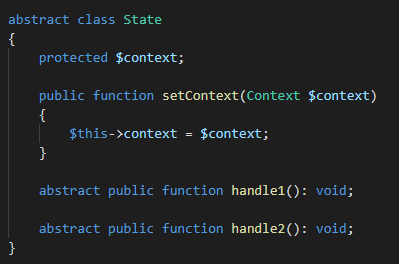 abstract class State
{
    protected $context;

    public function setContext(Context $context)
    {
        $this->context = $context;
    }

    abstract public function handle1(): void;

    abstract public function handle2(): void;
}